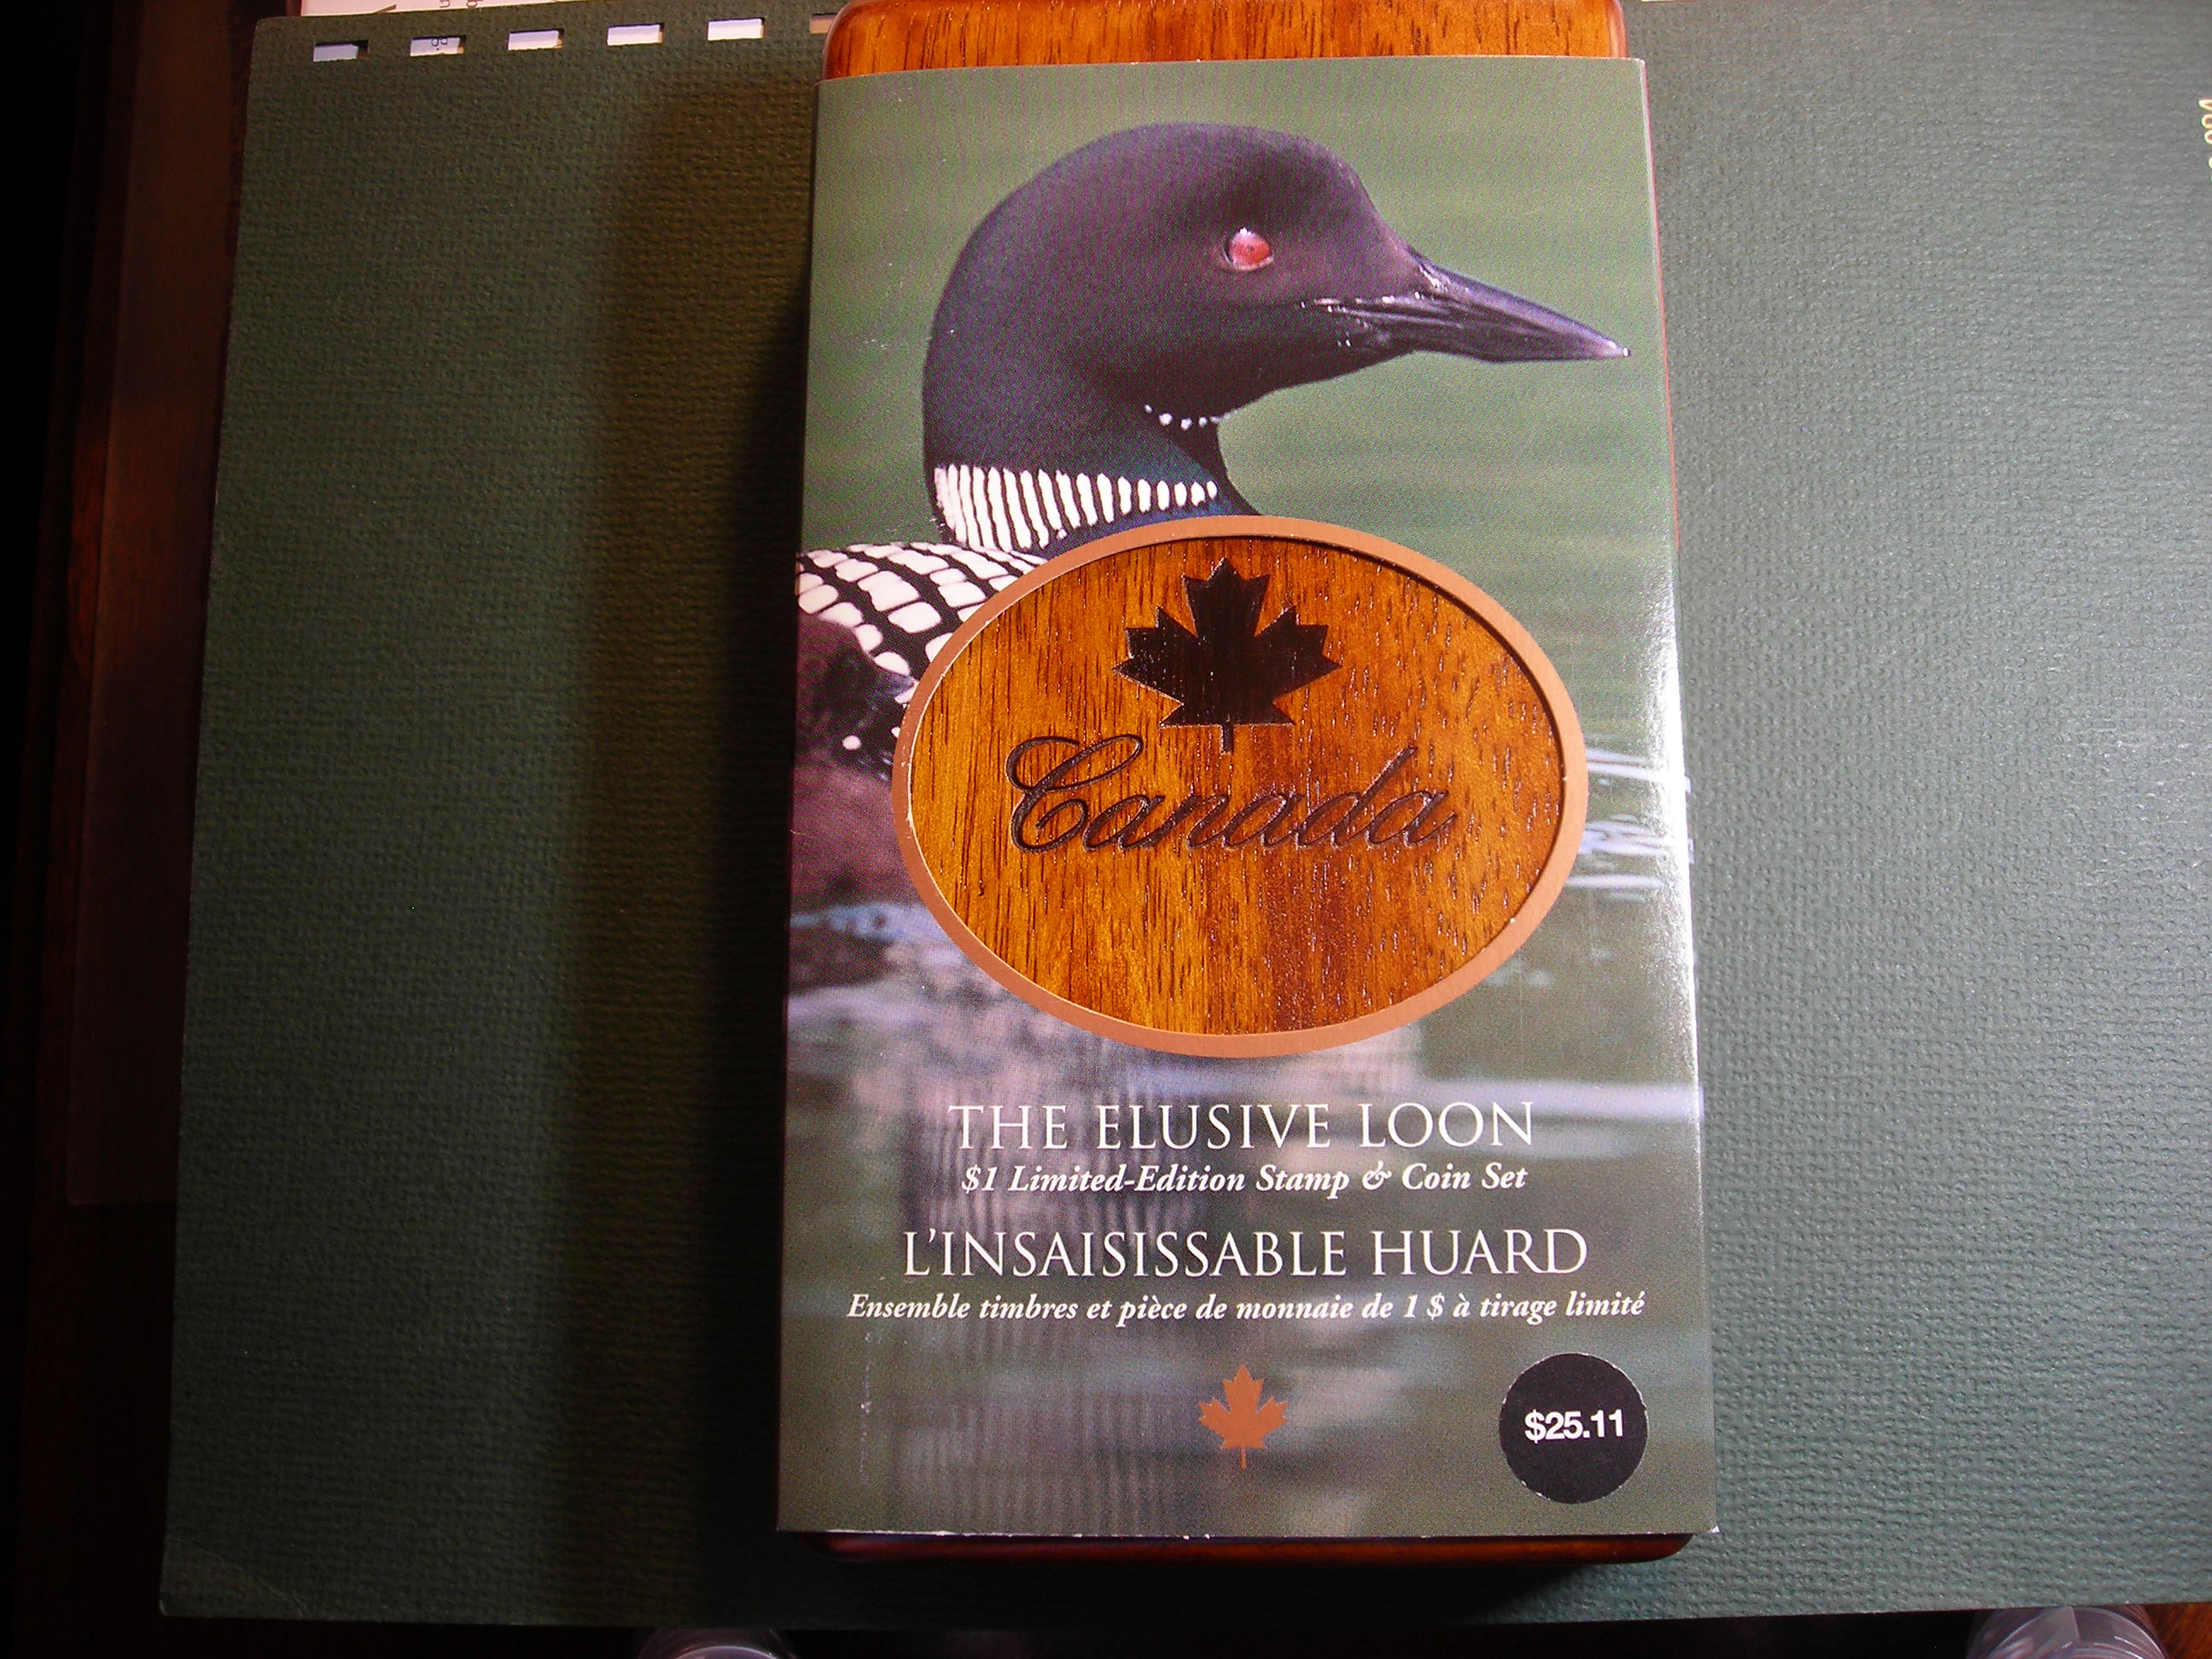 Canada
THE ELUSIVE LOON
$1 Limited-Edition Stamp & Coin Set
L'INSAISISSABLE HUARD
Ensemble timbres et pièce de monnaie de 1 $ à tirage limité
$25.11